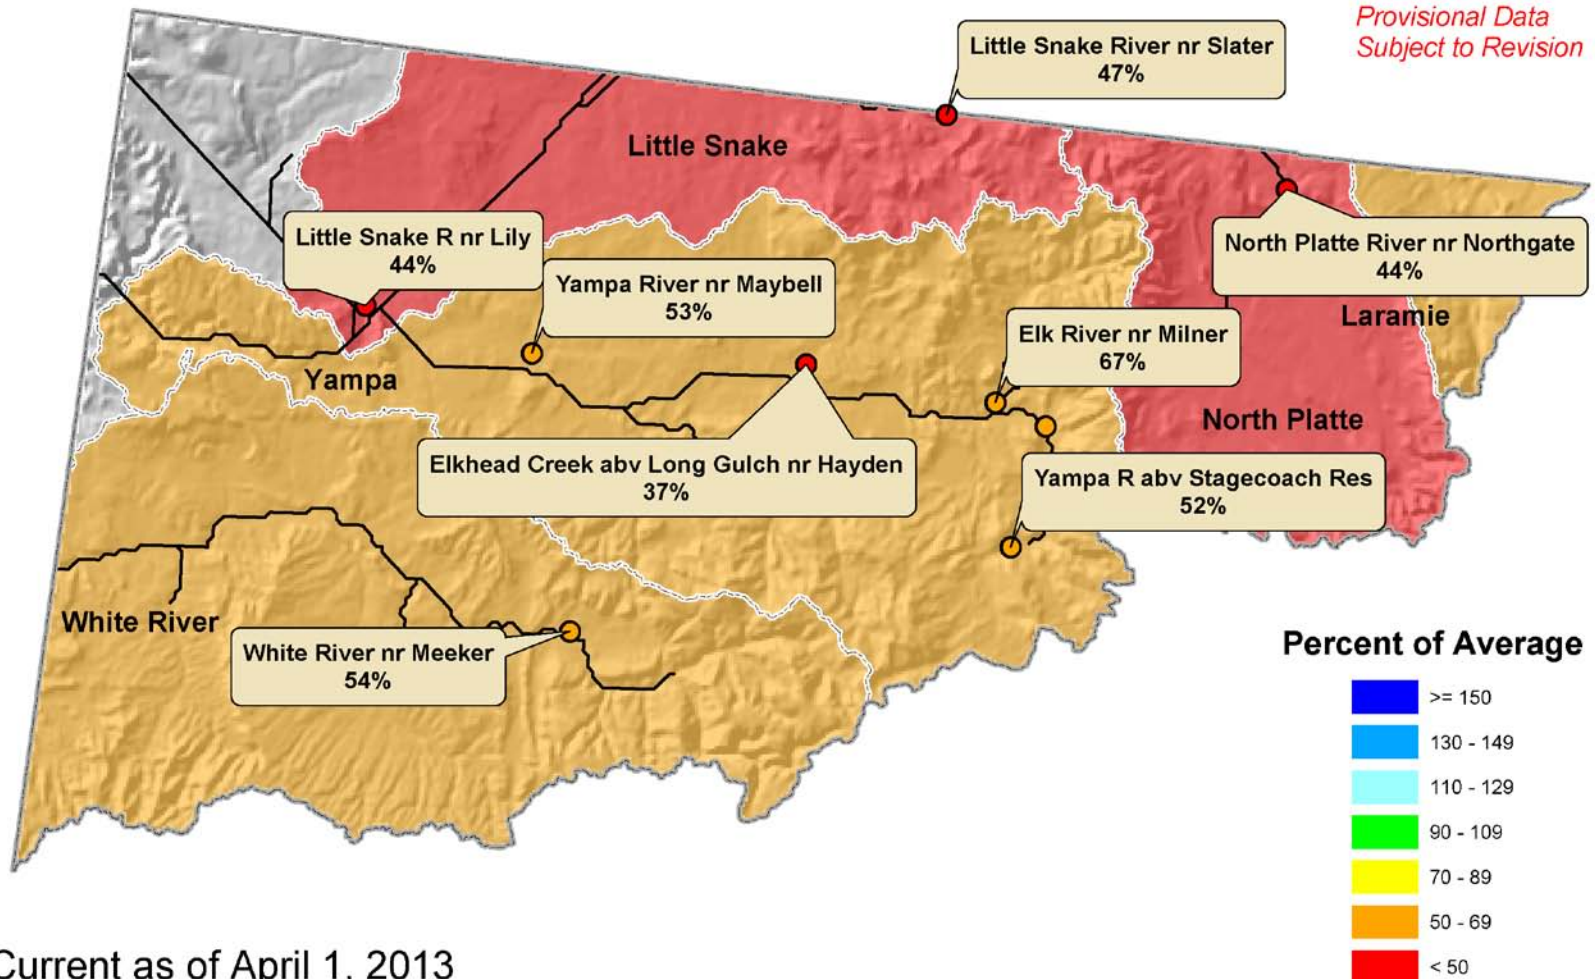 Provisional Data
Subject to Revision
Little Snake River nr Slater
47%
Little Snake
Little Snake R nr Lily
44%
North Platte River nr Northgate
44%
Yampa River nr Maybell
53%
Laramie
Elk River nr Milner
67%
Yampa
North Platte
Elkhead Creek abv Long Gulch nr Hayden
37%
Yampa R abv Stagecoach Res
52%
White River
White River nr Meeker
54%
Percent of Average
>= 150
130 - 149
110 - 129
90 - 109
70 - 89
50 - 69
< 50
Current as of April 1, 2013